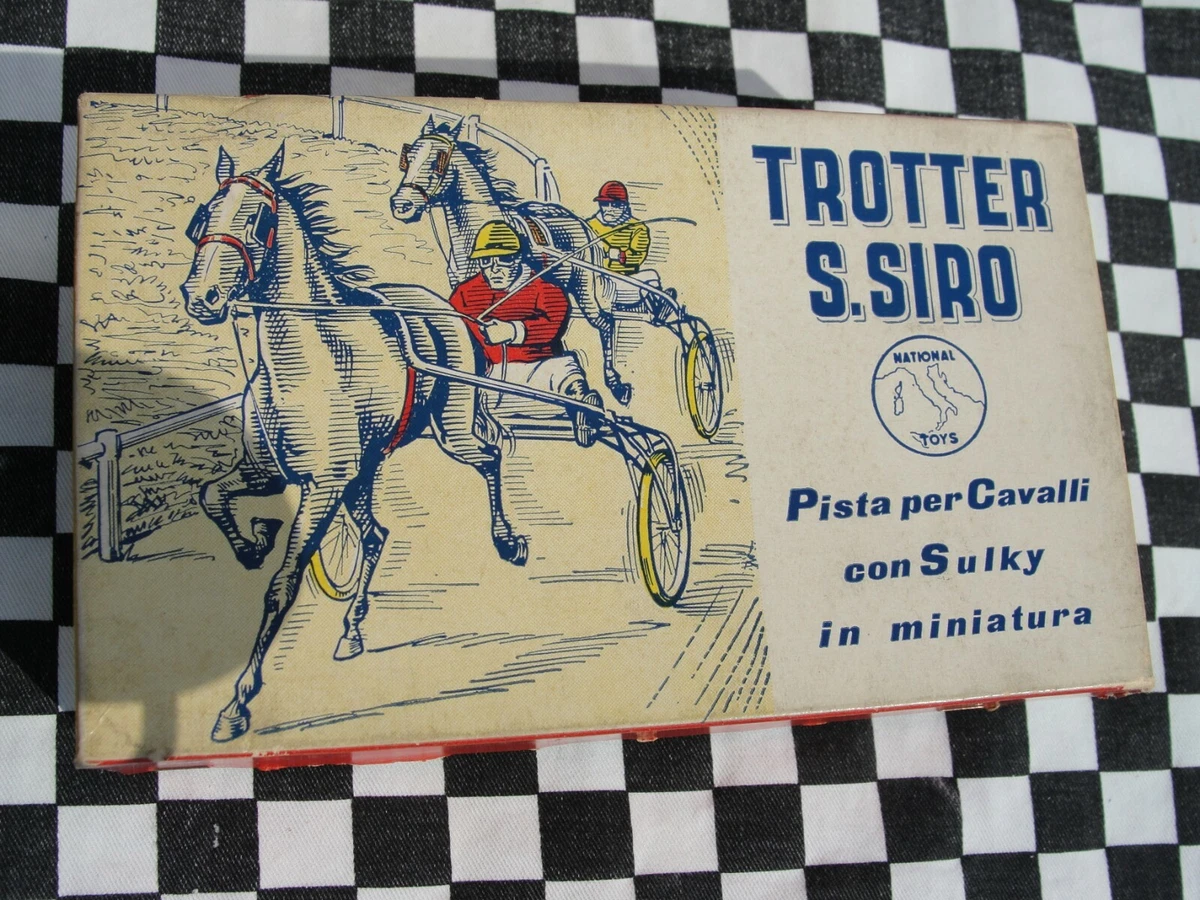 TROTTER
S.SIRO
NATIONAL
TOYS
Pista per Cavalli
con Sulky
in miniatura